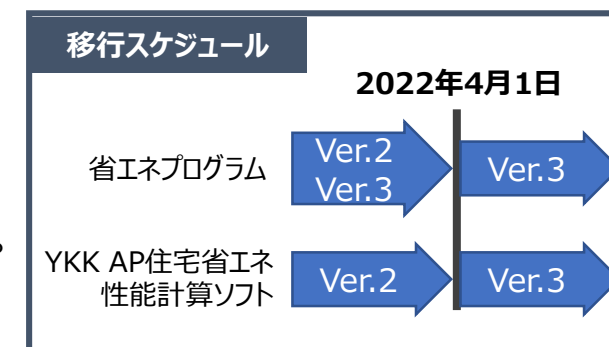 移行スケジュール
2022年4月1日
省エネプログラム
Ver.2
Ver.3
Ver.3
YKK AP住宅省エネ
性能計算ソフト
Ver.2
Ver.3
。